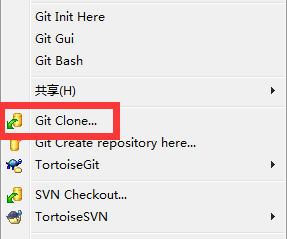 Git Init Here
Git Gui
Git Bash
共享(H)
Git Clone...
Git Create repository here...
TortoiseGit
SVN Checkout...
TortoiseSVN